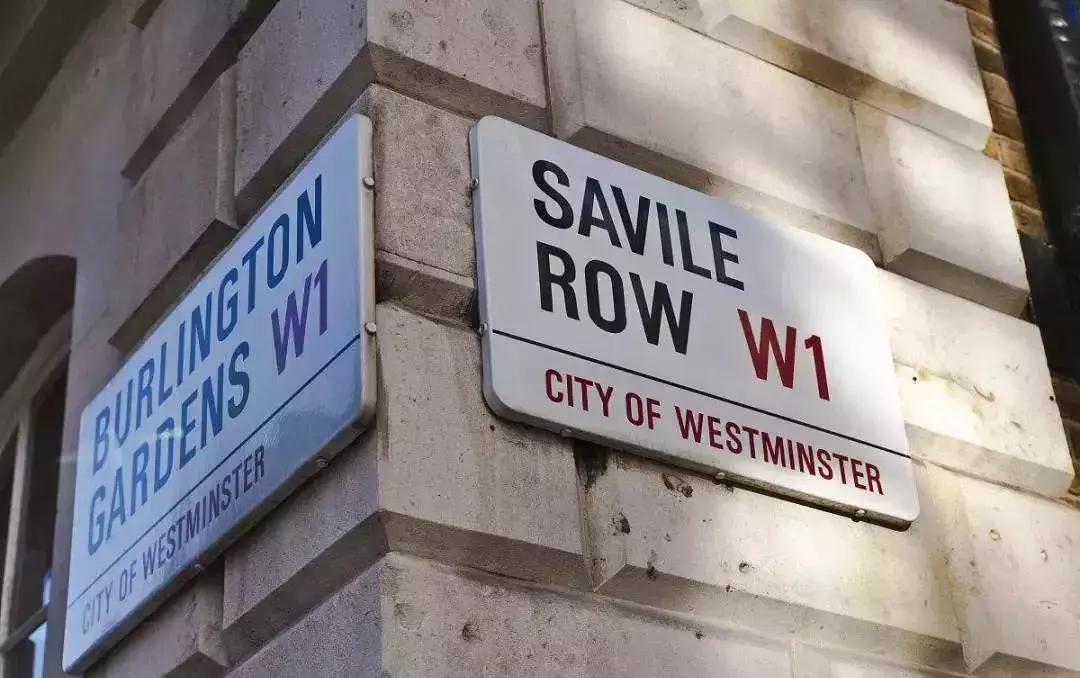 BURLINGTON
GARDENS W1
CITY OF WESTMINSTER
SAVILE
ROW W1
CITY OF WESTMINSTER